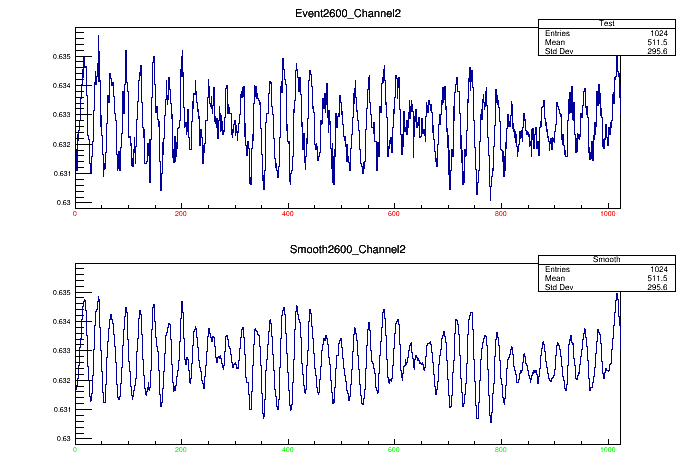 Event2600_Channel2
Test
Entries 1024
Mean 511.5
Std Dev 295.6
0.635
0.634
0.633
0.632
0.631
0.63
0 200 400 600 800 1000
Smooth2600_Channel2
Smooth
Entries 1024
Mean 511.5
Std Dev 295.6
0.635
0.634
0.633
0.632
0.631
0.63
0 200 400 600 800 1000